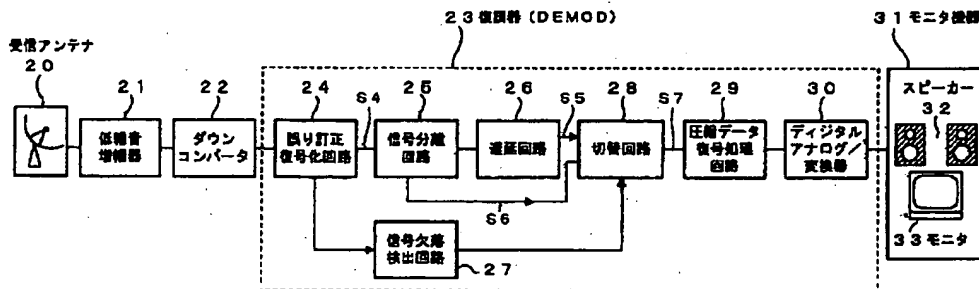 23復調器(DEMOD)
31モニタ機器
受信アンテナ
20
21
22
24
S4
25
26
S5
28
S7
29
30
スピーカー
32
低雑音
増幅器
ダウン
コンバータ
誤り訂正
復号化回路
信号分離
回路
遅延回路
切替回路
圧縮データ
復号処理
回路
ディジタル
アナログ/
変換器
S6
信号欠落
検出回路
27
33モニタ